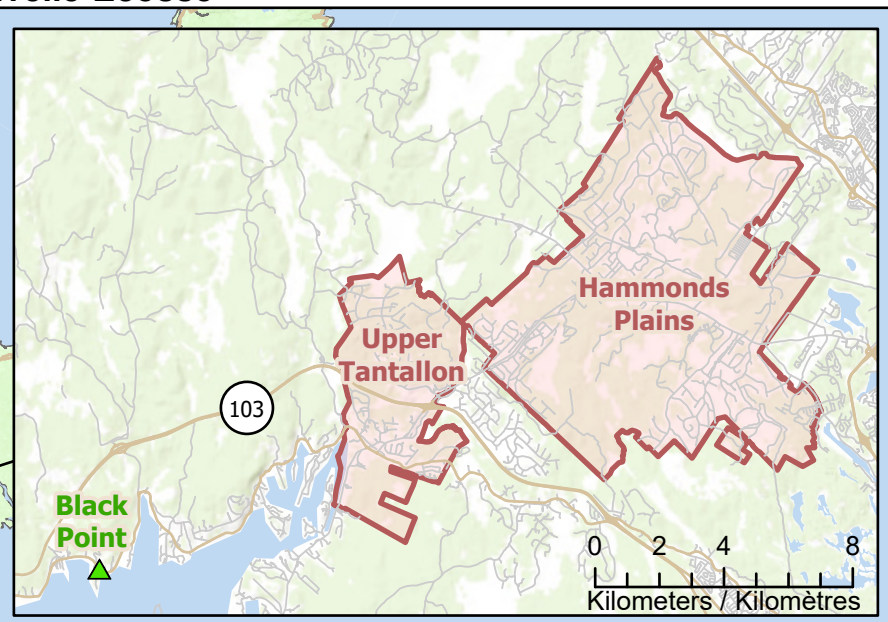 Hammonds
Plains
Upper
Tantallon
103
Black
Point
0 2 4 8
Kilometers / Kilomètres